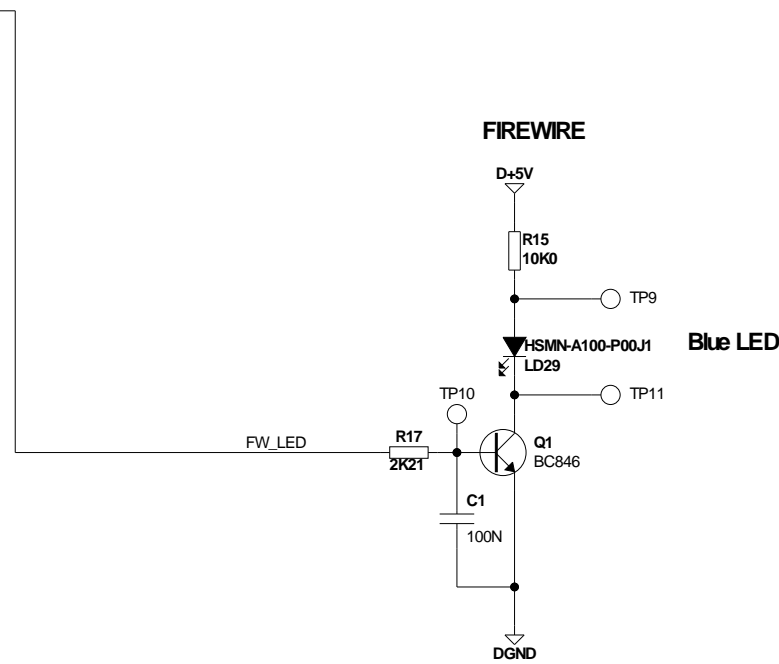 FIREWIRE
D+5V
R15
10K0
TP9
HSMN-A100-P00J1
Blue LED
LD29
TP10
TP11
FW_LED
R17
2K21
Q1
BC846
C1
100N
DGND